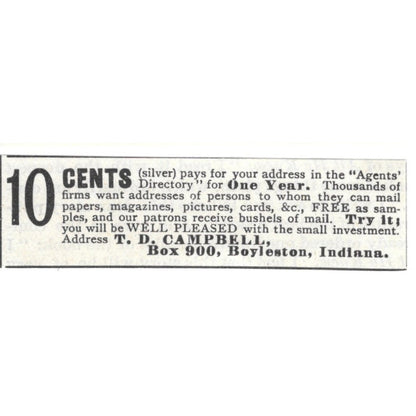 10 CENTS (silver) pays for your address in the "Agents'
Directory" for One Year. Thousands of
firms want addresses of persons to whom they can mail
papers, magazines, pictures, cards, &c., FREE as sam-
ples, and our patrons receive bushels of mail. Try it;
you will be WELL PLEASED with the small investment.
Address T. D. CAMPBELL,
Box 900, Boyleston, Indiana.